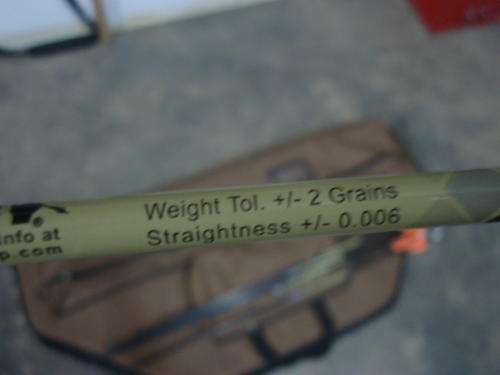 Weight Tol. +/- 2 Grains
Straightness +/- 0.006
®
info at
p.com